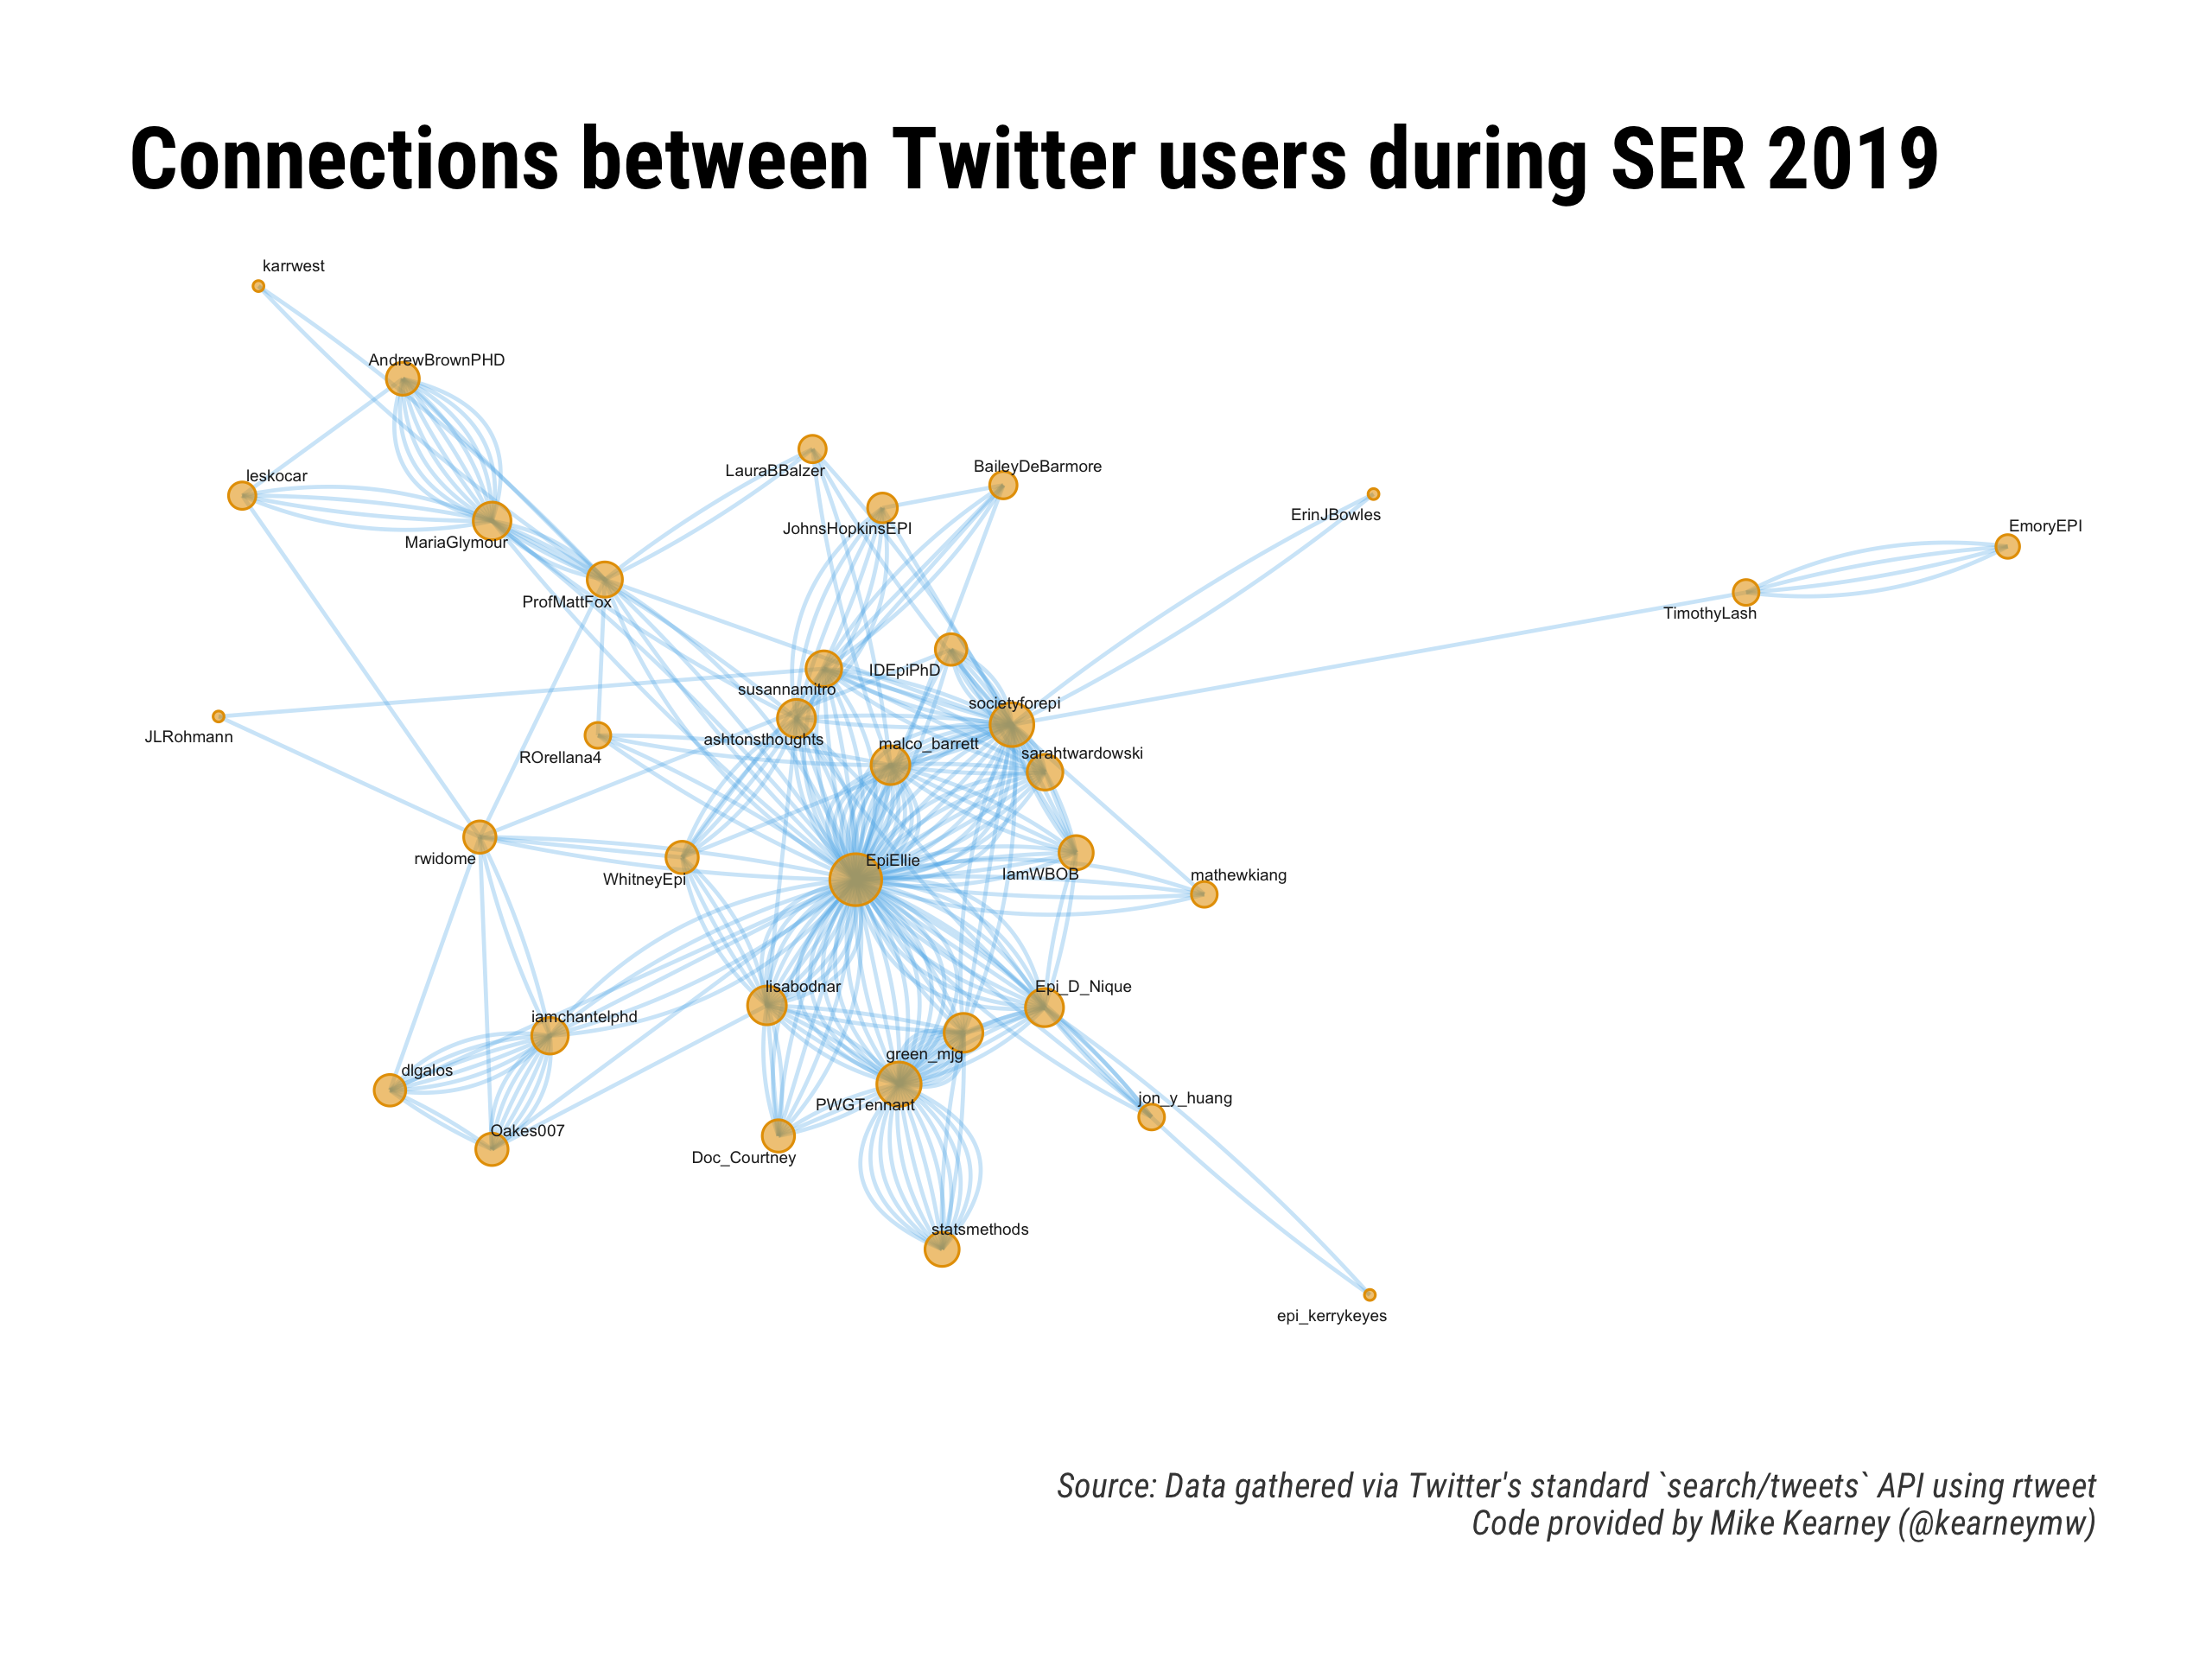 Connections between Twitter users during SER 2019
karrwest
AndrewBrownPHD
LauraBBalzer
BaileyDeBarmore
leskocar
ErinJBowles
EmoryEPI
JohnsHopkinsEPI
MariaGlymour
ProfMattFox
TimothyLash
IDEpiPhD
susannamitro
societyforepi
JLRohmann
ashtonsthoughts
malco_barrett
sarahtwardowski
ROrellana4
rwidome
EpiEllie
WhitneyEpi
IamWBOB
mathewkiang
lisabodnar
Epi_D_Nique
iamchantelphd
green_mjg
dlgalos
PWGTennant
jon_y_huang
Oakes007
Doc_Courtney
statsmethods
epi_kerrykeyes
Source: Data gathered via Twitter's standard `search/tweets` API using rtweet
Code provided by Mike Kearney (@kearneymw)